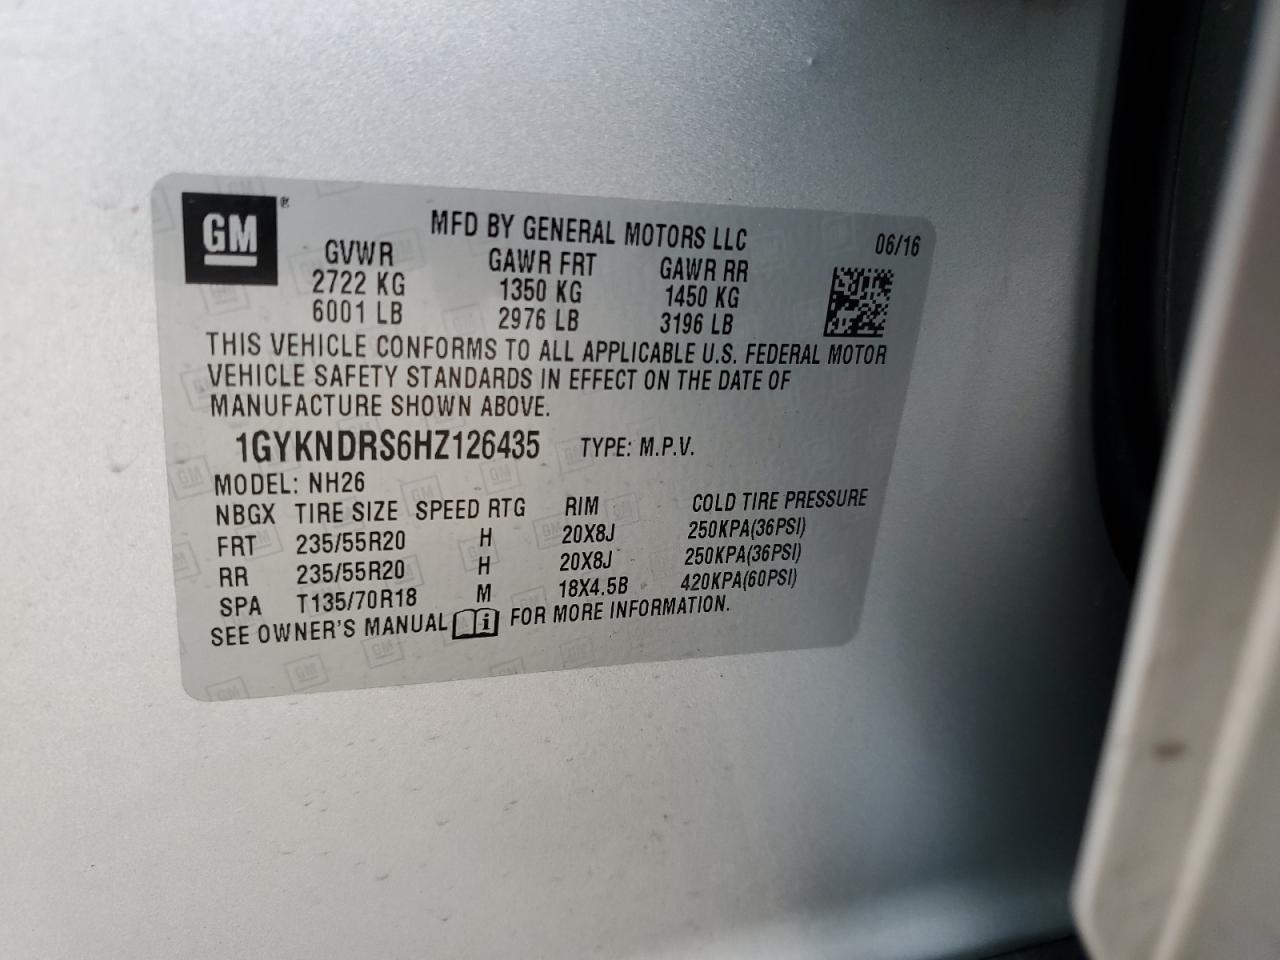 GM ®
MFD BY GENERAL MOTORS LLC 06/16
GVWR GAWR FRT GAWR RR
2722 KG 1350 KG 1450 KG
6001 LB 2976 LB 3196 LB
THIS VEHICLE CONFORMS TO ALL APPLICABLE U.S. FEDERAL MOTOR
VEHICLE SAFETY STANDARDS IN EFFECT ON THE DATE OF
MANUFACTURE SHOWN ABOVE.
1GYKNDRS6HZ126435 TYPE: M.P.V.
MODEL: NH26
NBGX TIRE SIZE SPEED RTG RIM COLD TIRE PRESSURE
FRT 235/55R20 H 20X8J 250KPA(36PSI)
RR 235/55R20 H 20X8J 250KPA(36PSI)
SPA T135/70R18 M 18X4.5B 420KPA(60PSI)
SEE OWNER'S MANUAL i FOR MORE INFORMATION.